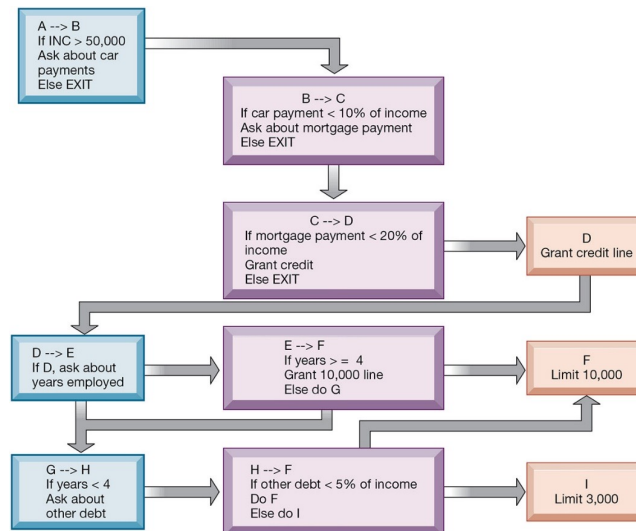 A --> B
If INC > 50,000
Ask about car
payments
Else EXIT
B --> C
If car payment < 10% of income
Ask about mortgage payment
Else EXIT
C --> D
If mortgage payment < 20% of
income
Grant credit
Else EXIT
D
Grant credit line
D --> E
If D, ask about
years employed
E --> F
If years > = 4
Grant 10,000 line
Else do G
F
Limit 10,000
G --> H
If years < 4
Ask about
other debt
H --> F
If other debt < 5% of income
Do F
Else do I
I
Limit 3,000